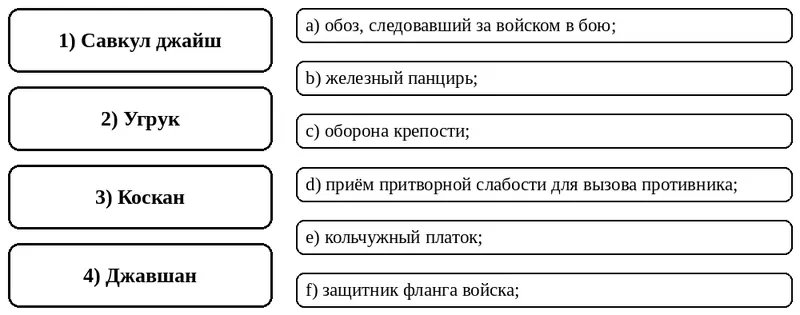 1) Савкул джайш
2) Угрук
3) Коскан
4) Джавшан
a) обоз, следовавший за войском в бою;
b) железный панцирь;
c) оборона крепости;
d) приём притворной слабости для вызова противника;
e) кольчужный платок;
f) защитник фланга войска;